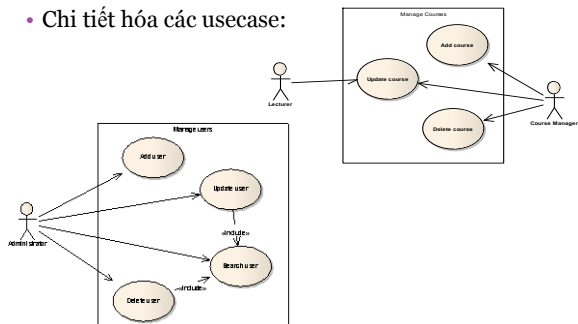 • Chi tiết hóa các usecase:
Manage Courses
Add course
Update course
Lecturer
Delete course
Course Manager
Manage users
Add user
Update user
«include»
Administrator
Search user
«include»
Delete user